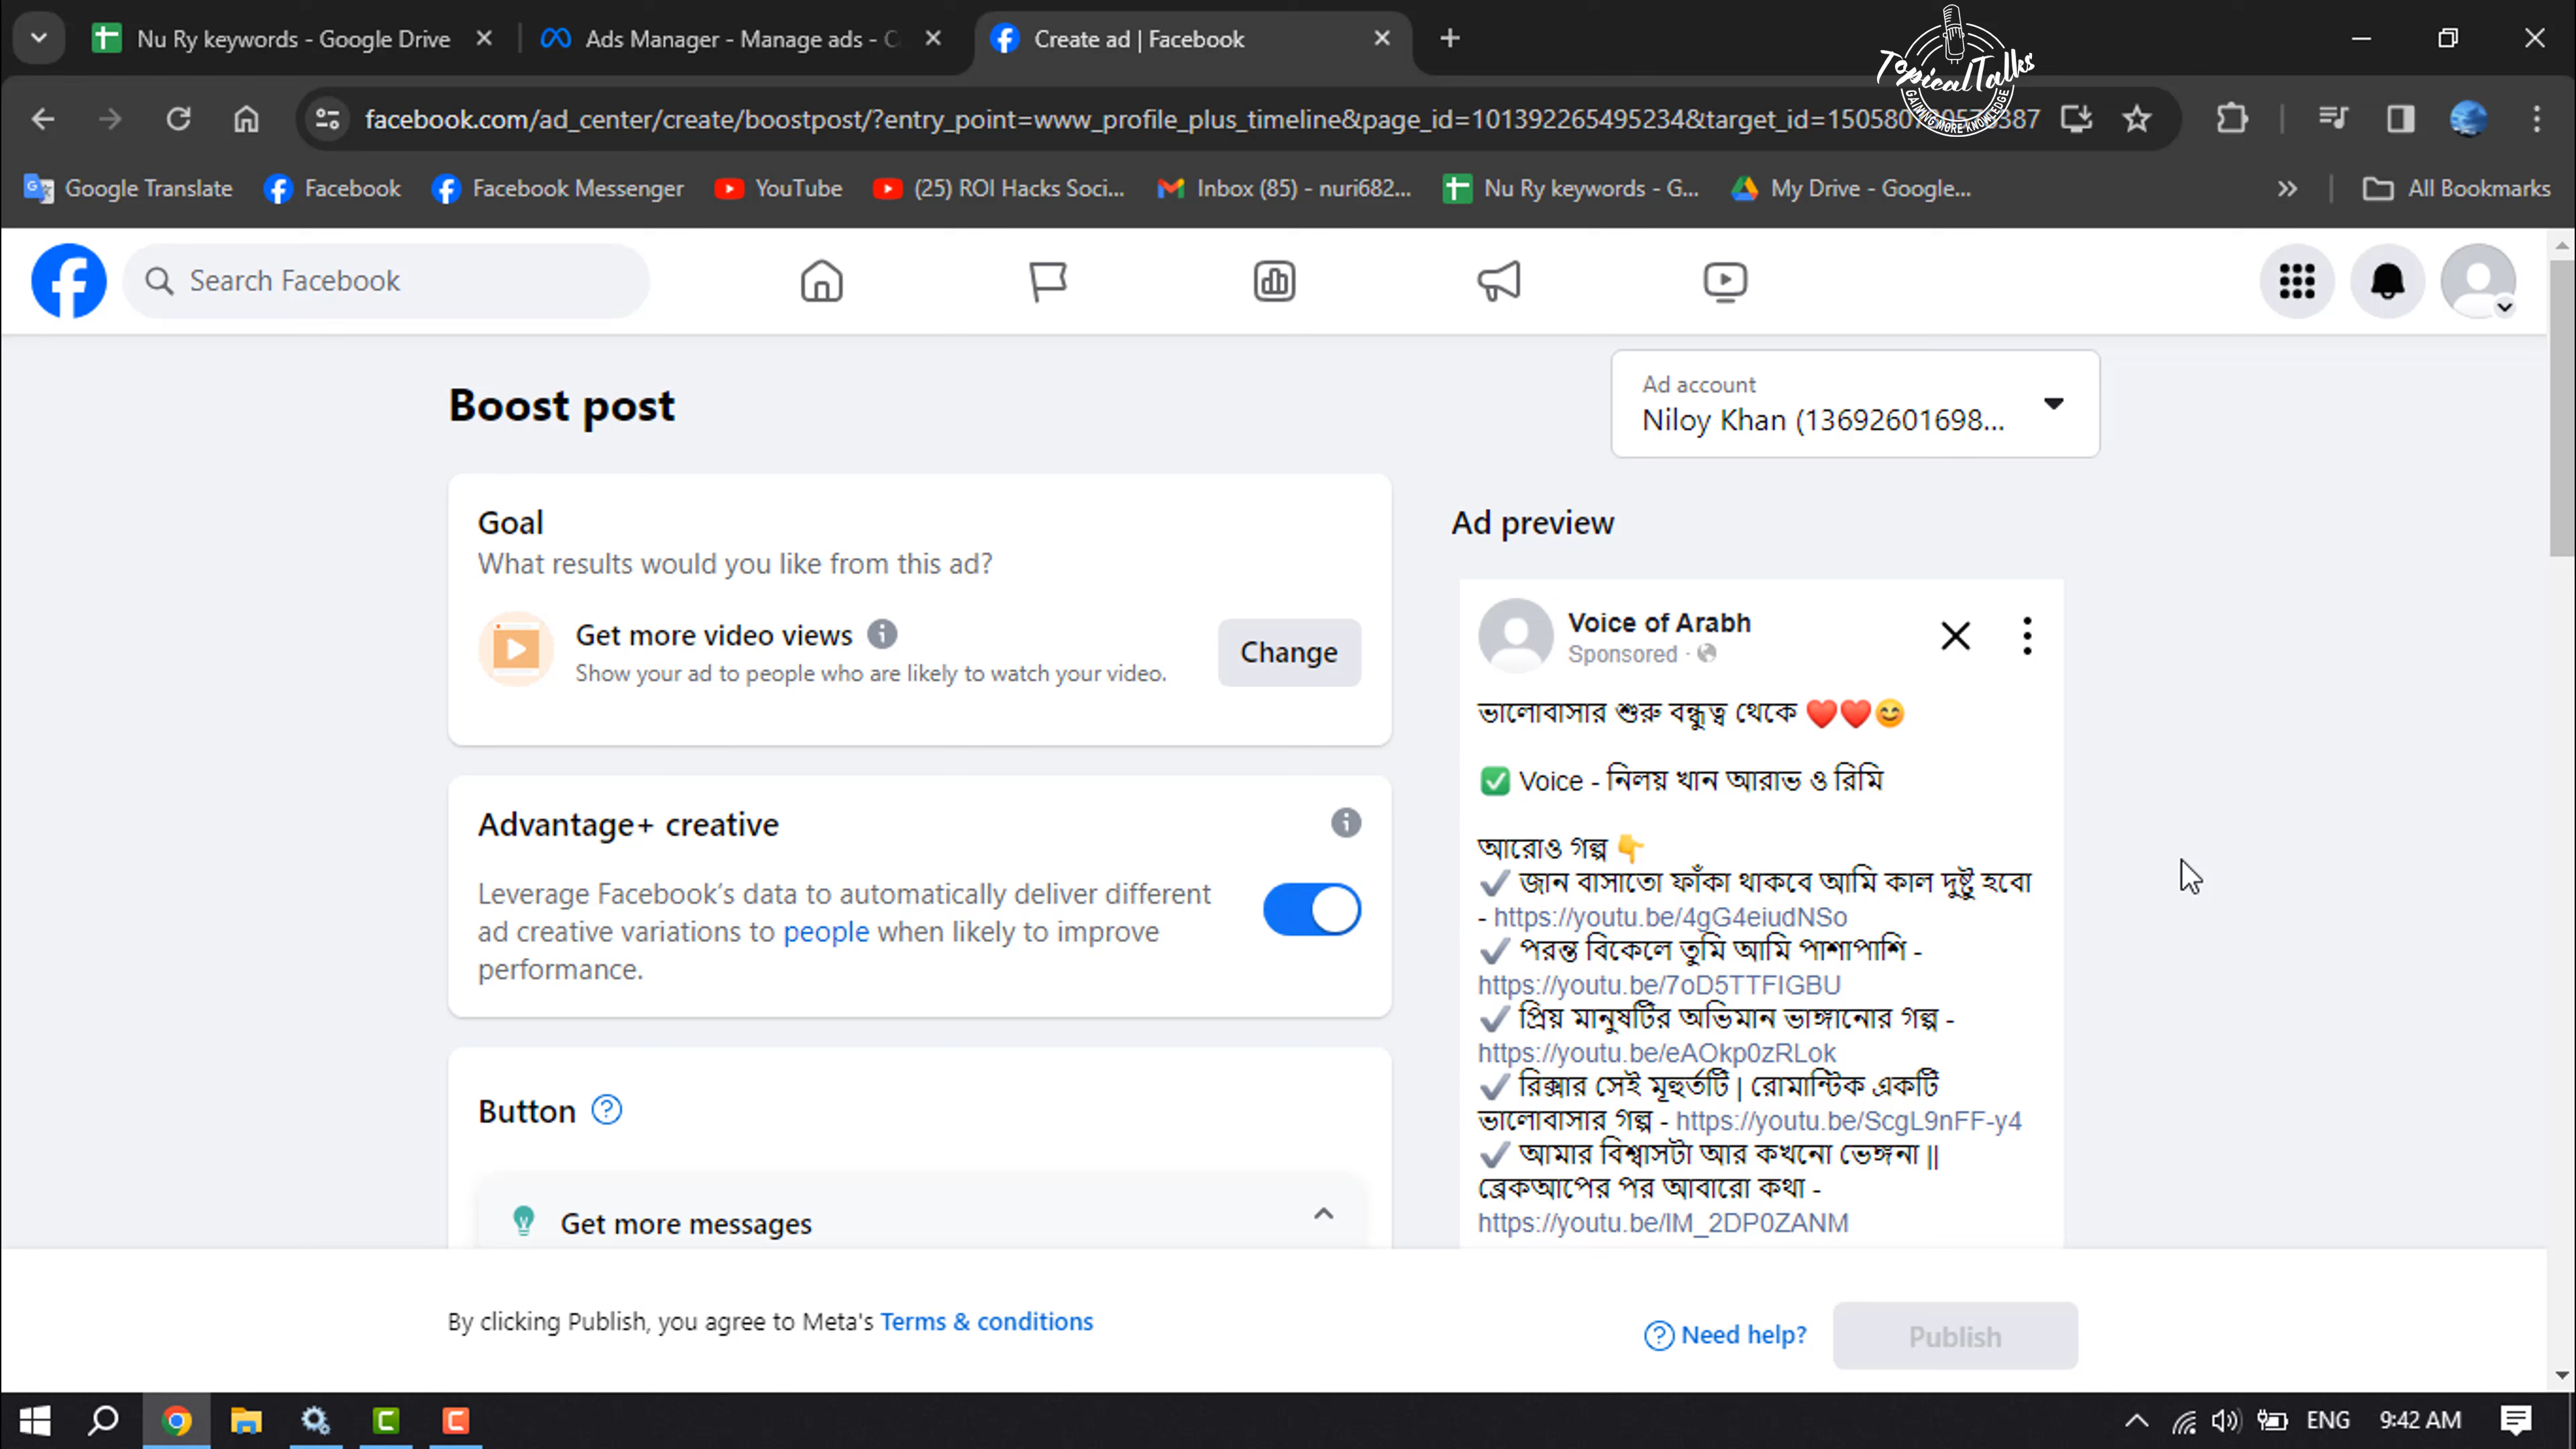 Nu Ry keywords - Google Drive
Ads Manager - Manage ads - C
Create ad | Facebook
TopicalTalks
GAINING MORE KNOWLEDGE
facebook.com/ad_center/create/boostpost/?entry_point=www_profile_plus_timeline&page_id=101392265495234&target_id=15058
387
Google Translate
Facebook
Facebook Messenger
YouTube
(25) ROI Hacks Soci...
Inbox (85) - nuri682...
Nu Ry keywords - G...
My Drive - Google...
All Bookmarks
Search Facebook
Boost post
Ad account
Niloy Khan (13692601698...
Goal
What results would you like from this ad?
Get more video views
Show your ad to people who are likely to watch your video.
Change
Advantage+ creative
Leverage Facebook's data to automatically deliver different
ad creative variations to people when likely to improve
performance.
Button
Get more messages
Ad preview
Voice of Arabh
Sponsored ·
ভালোবাসার শুরু বন্ধুত্ব থেকে ❤️❤️😊
✅ Voice - নিলয় খান আরাভ ও রিমি
আরোও গল্প 👇
✔ জান বাসাতো ফাঁকা থাকবে আমি কাল দুষ্টু হবো
- https://youtu.be/4gG4eiudNSo
✔ পরন্ত বিকেলে তুমি আমি পাশাপাশি -
https://youtu.be/7oD5TTFIGBU
✔ প্রিয় মানুষটির অভিমান ভাঙ্গানোর গল্প -
https://youtu.be/eAOkp0zRLok
✔ রিক্সার সেই মূহুর্তটি | রোমান্টিক একটি
ভালোবাসার গল্প - https://youtu.be/ScgL9nFF-y4
✔ আমার বিশ্বাসটা আর কখনো ভেঙ্গনা ||
ব্রেকআপের পর আবারো কথা -
https://youtu.be/lM_2DP0ZANM
By clicking Publish, you agree to Meta's Terms & conditions
Need help?
Publish
ENG
9:42 AM